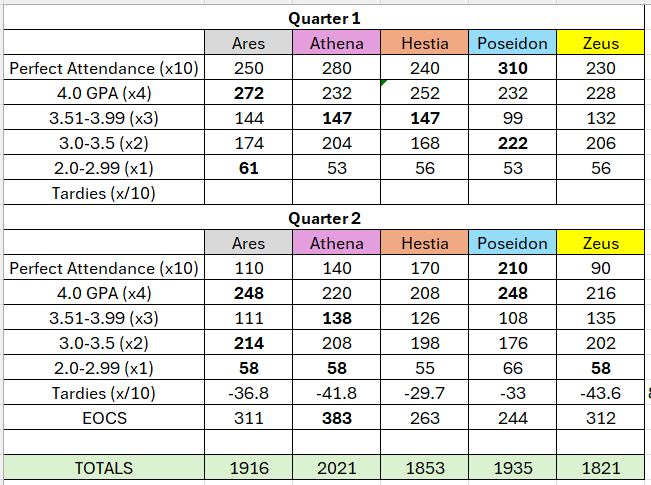 Quarter 1
Ares Athena Hestia Poseidon Zeus
Perfect Attendance (x10) 250 280 240 310 230
4.0 GPA (x4) 272 232 252 232 228
3.51-3.99 (x3) 144 147 147 99 132
3.0-3.5 (x2) 174 204 168 222 206
2.0-2.99 (x1) 61 53 56 53 56
Tardies (x/10)
Quarter 2
Ares Athena Hestia Poseidon Zeus
Perfect Attendance (x10) 110 140 170 210 90
4.0 GPA (x4) 248 220 208 248 216
3.51-3.99 (x3) 111 138 126 108 135
3.0-3.5 (x2) 214 208 198 176 202
2.0-2.99 (x1) 58 58 55 66 58
Tardies (x/10) -36.8 -41.8 -29.7 -33 -43.6
EOCS 311 383 263 244 312
TOTALS 1916 2021 1853 1935 1821